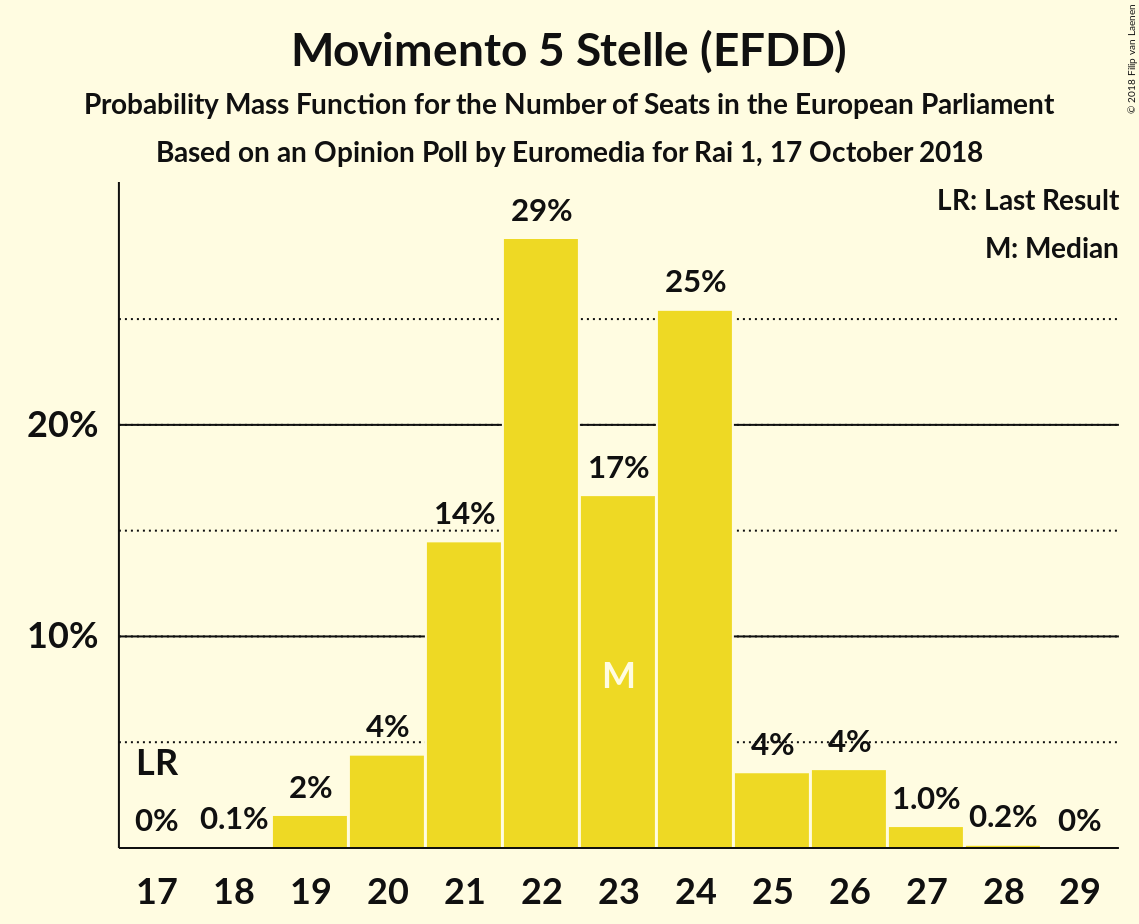 Movimento 5 Stelle (EFDD)
Probability Mass Function for the Number of Seats in the European Parliament
Based on an Opinion Poll by Euromedia for Rai 1, 17 October 2018
© 2018 Filip van Laenen
LR: Last Result
M: Median
29%
25%
20%
17%
14%
10%
M
4%
4%
4%
LR
2%
1.0%
0%
0.1%
0.2%
0%
17 18 19 20 21 22 23 24 25 26 27 28 29